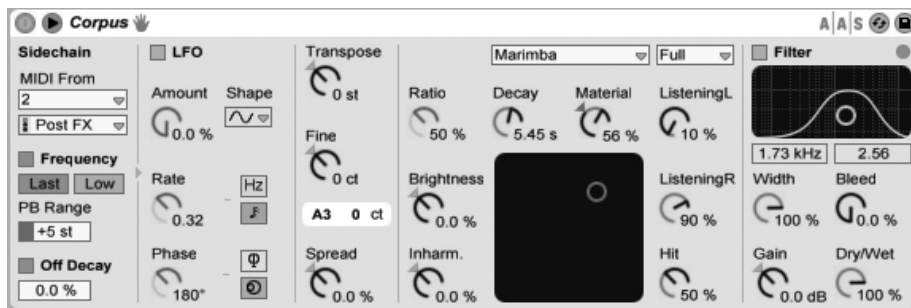 Corpus AAS
Sidechain
MIDI From
2
Post FX
Frequency
Last Low
PB Range
+5 st
Off Decay
0.0 %
LFO
Amount Shape
0.0 %
Rate
0.32 Hz
Phase
180° Φ
Transpose
0 st
Fine
0 ct
A3 0 ct
Spread
0.0 %
Marimba Full
Ratio Decay Material ListeningL
50 % 5.45 s 56 % 10 %
Brightness ListeningR
0.0 % 90 %
Inharm. Hit
0.0 % 50 %
Filter
1.73 kHz 2.56
Width Bleed
100 % 0.0 %
Gain Dry/Wet
0.0 dB 100 %